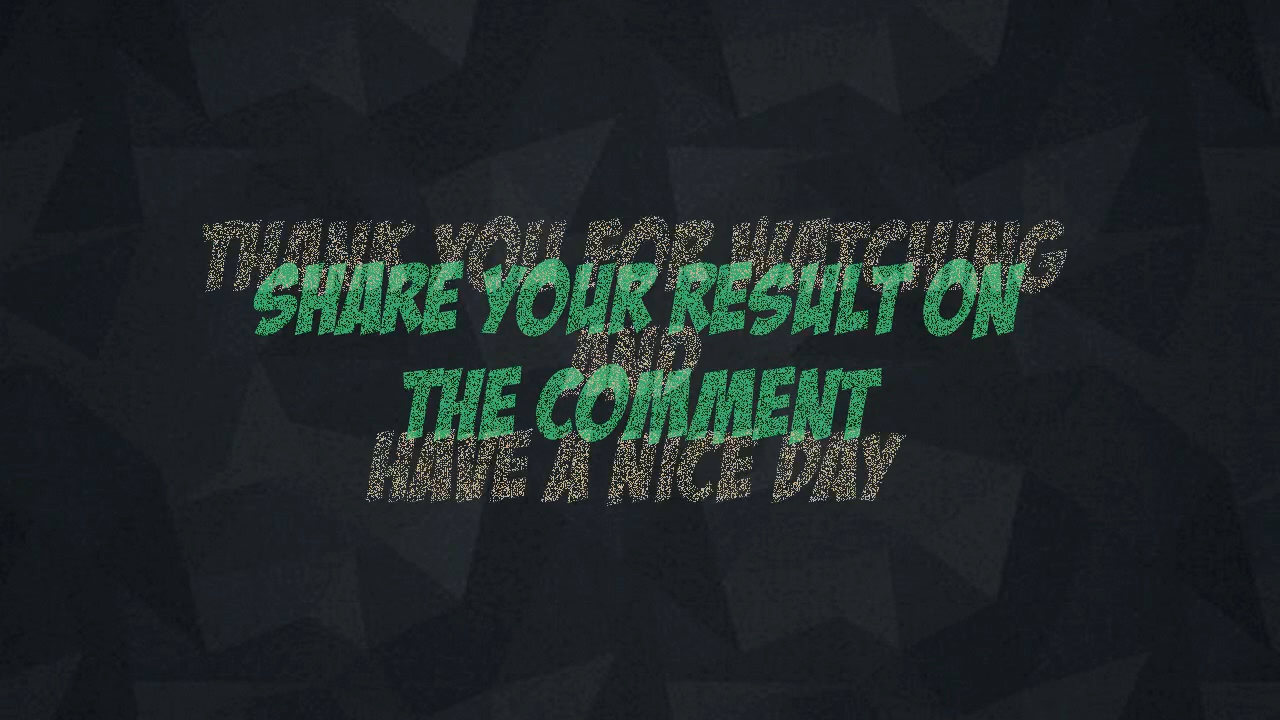 THANK YOU FOR WATCHING
SHARE YOUR RESULT ON
AND
THE COMMENT
HAVE A NICE DAY